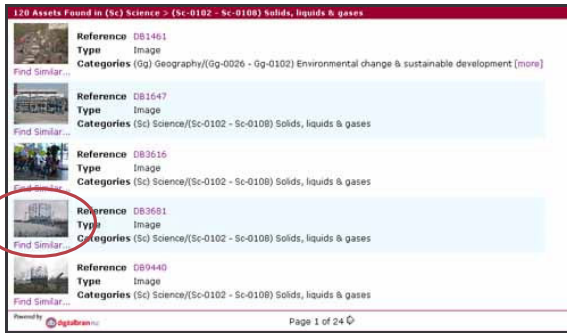 120 Assets Found in (Sc) Science > (Sc-0102 - Sc-0108) Solids, liquids & gases
Reference DB1461
Type Image
Categories (Gg) Geography/(Gg-0026 - Gg-0102) Environmental change & sustainable development [more]
Find Similar...
Reference DB1647
Type Image
Categories (Sc) Science/(Sc-0102 - Sc-0108) Solids, liquids & gases
Find Similar...
Reference DB3616
Type Image
Categories (Sc) Science/(Sc-0102 - Sc-0108) Solids, liquids & gases
Find Similar...
Reference DB3681
Type Image
Categories (Sc) Science/(Sc-0102 - Sc-0108) Solids, liquids & gases
Find Similar...
Reference DB9440
Type Image
Categories (Sc) Science/(Sc-0102 - Sc-0108) Solids, liquids & gases
Find Similar...
Powered by digitalbrain
Page 1 of 24